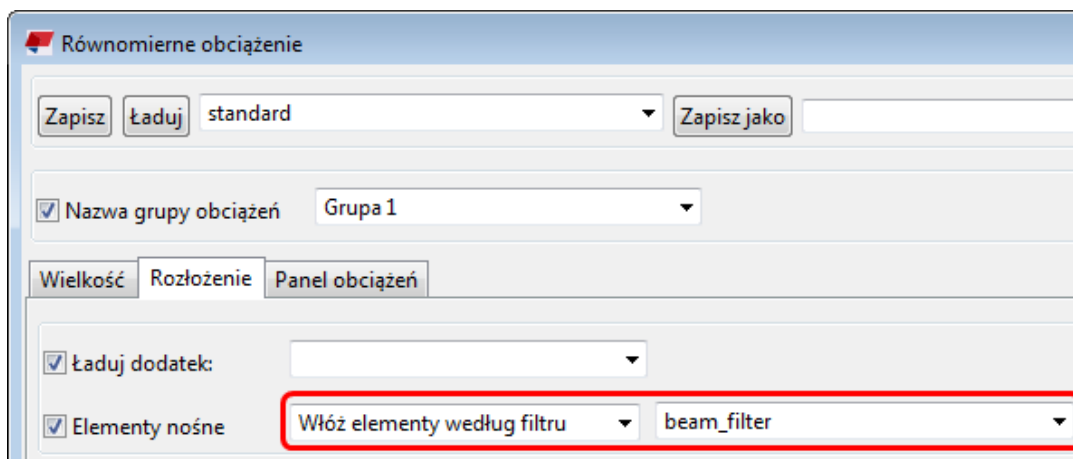 Równomierne obciążenie
Zapisz Ładuj standard Zapisz jako
Nazwa grupy obciążeń Grupa 1
Wielkość Rozłożenie Panel obciążeń
Ładuj dodatek:
Elementy nośne Włóż elementy według filtru beam_filter